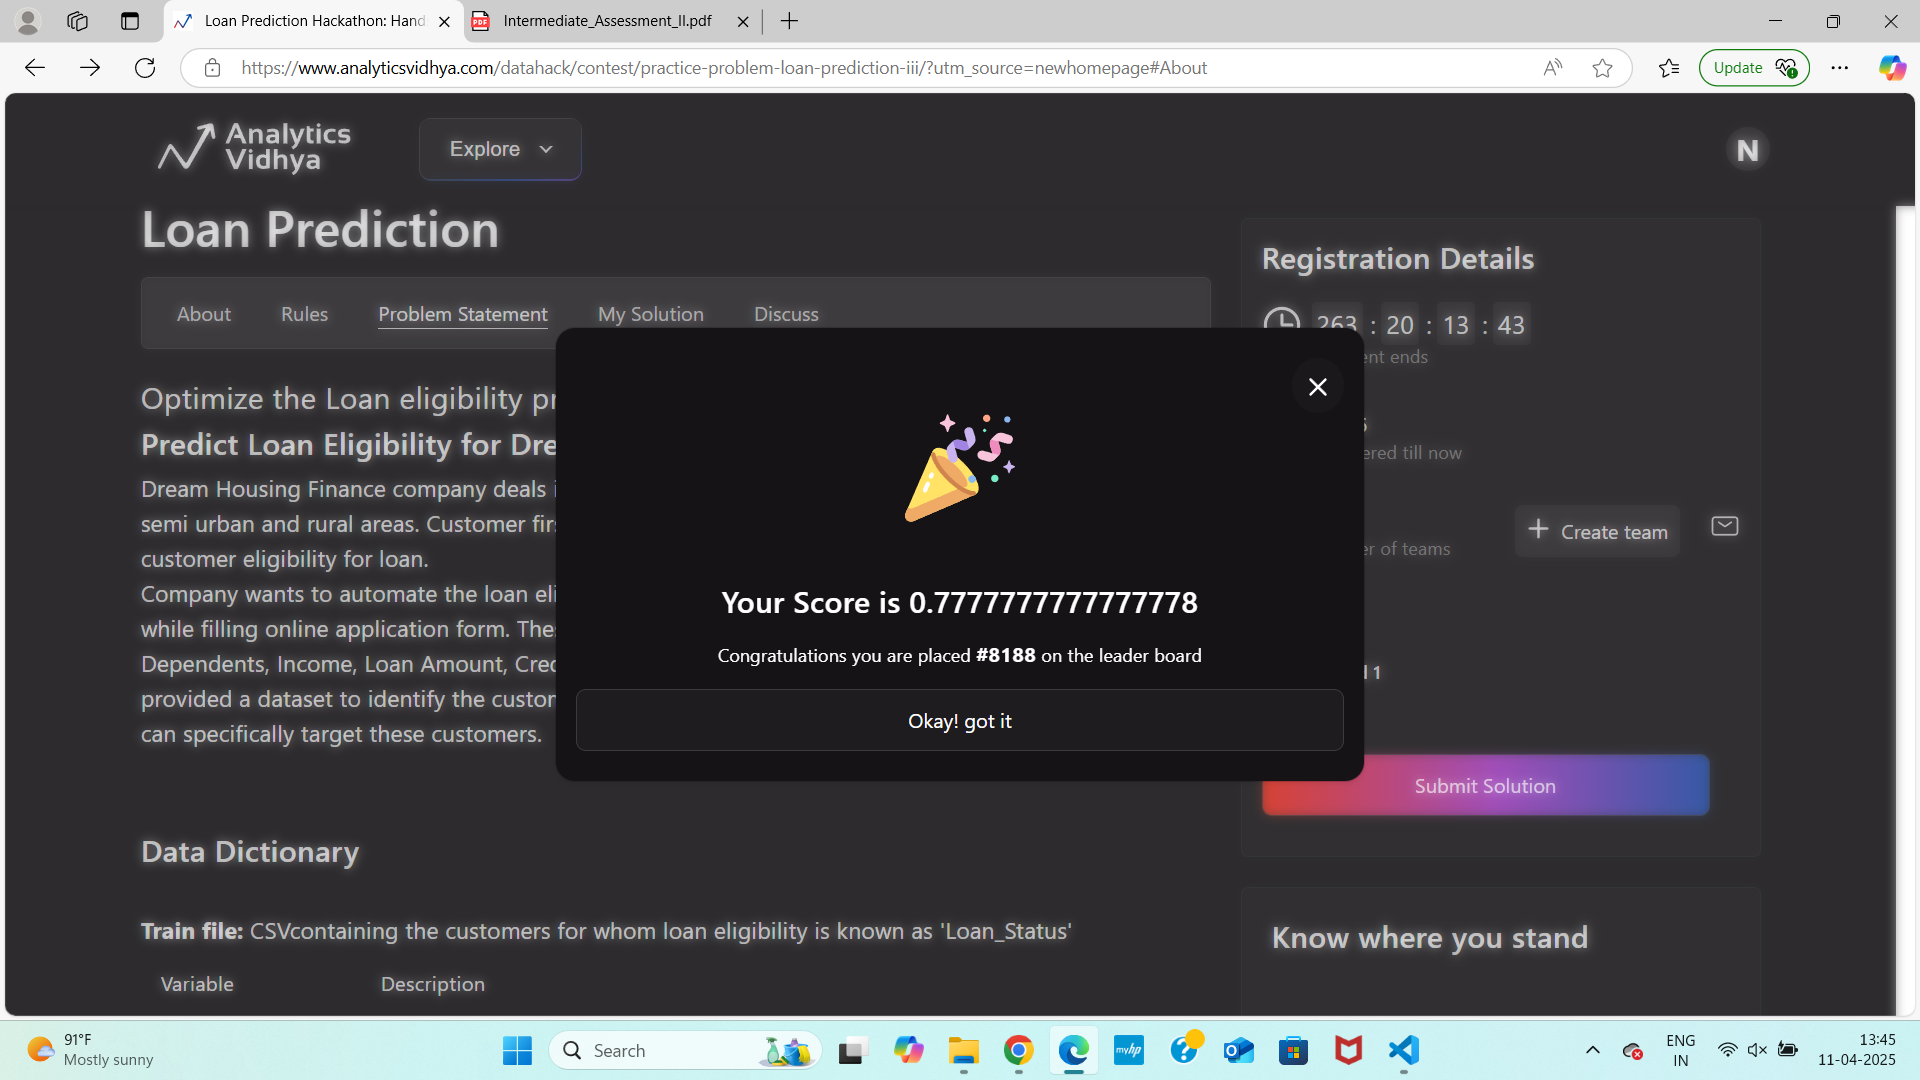 Loan Prediction Hackathon: Hand
Intermediate_Assessment_II.pdf
https://www.analyticsvidhya.com/datahack/contest/practice-problem-loan-prediction-iii/?utm_source=newhomepage#About
Update
Analytics
Vidhya
Explore
N
Loan Prediction
About
Rules
Problem Statement
My Solution
Discuss
Optimize the Loan eligibility pr
Predict Loan Eligibility for Dre
Dream Housing Finance company deals i
semi urban and rural areas. Customer firs
customer eligibility for loan.
Company wants to automate the loan eli
while filling online application form. Thes
Dependents, Income, Loan Amount, Cred
provided a dataset to identify the custom
can specifically target these customers.
Data Dictionary
Train file: CSVcontaining the customers for whom loan eligibility is known as 'Loan_Status'
Variable Description
Your Score is 0.7777777777777778
Congratulations you are placed #8188 on the leader board
Okay! got it
Registration Details
263 : 20 : 13 : 43
ent ends
ered till now
Create team
er of teams
1
Submit Solution
Know where you stand
91°F
Mostly sunny
Search
myhp
ENG
IN
13:45
11-04-2025